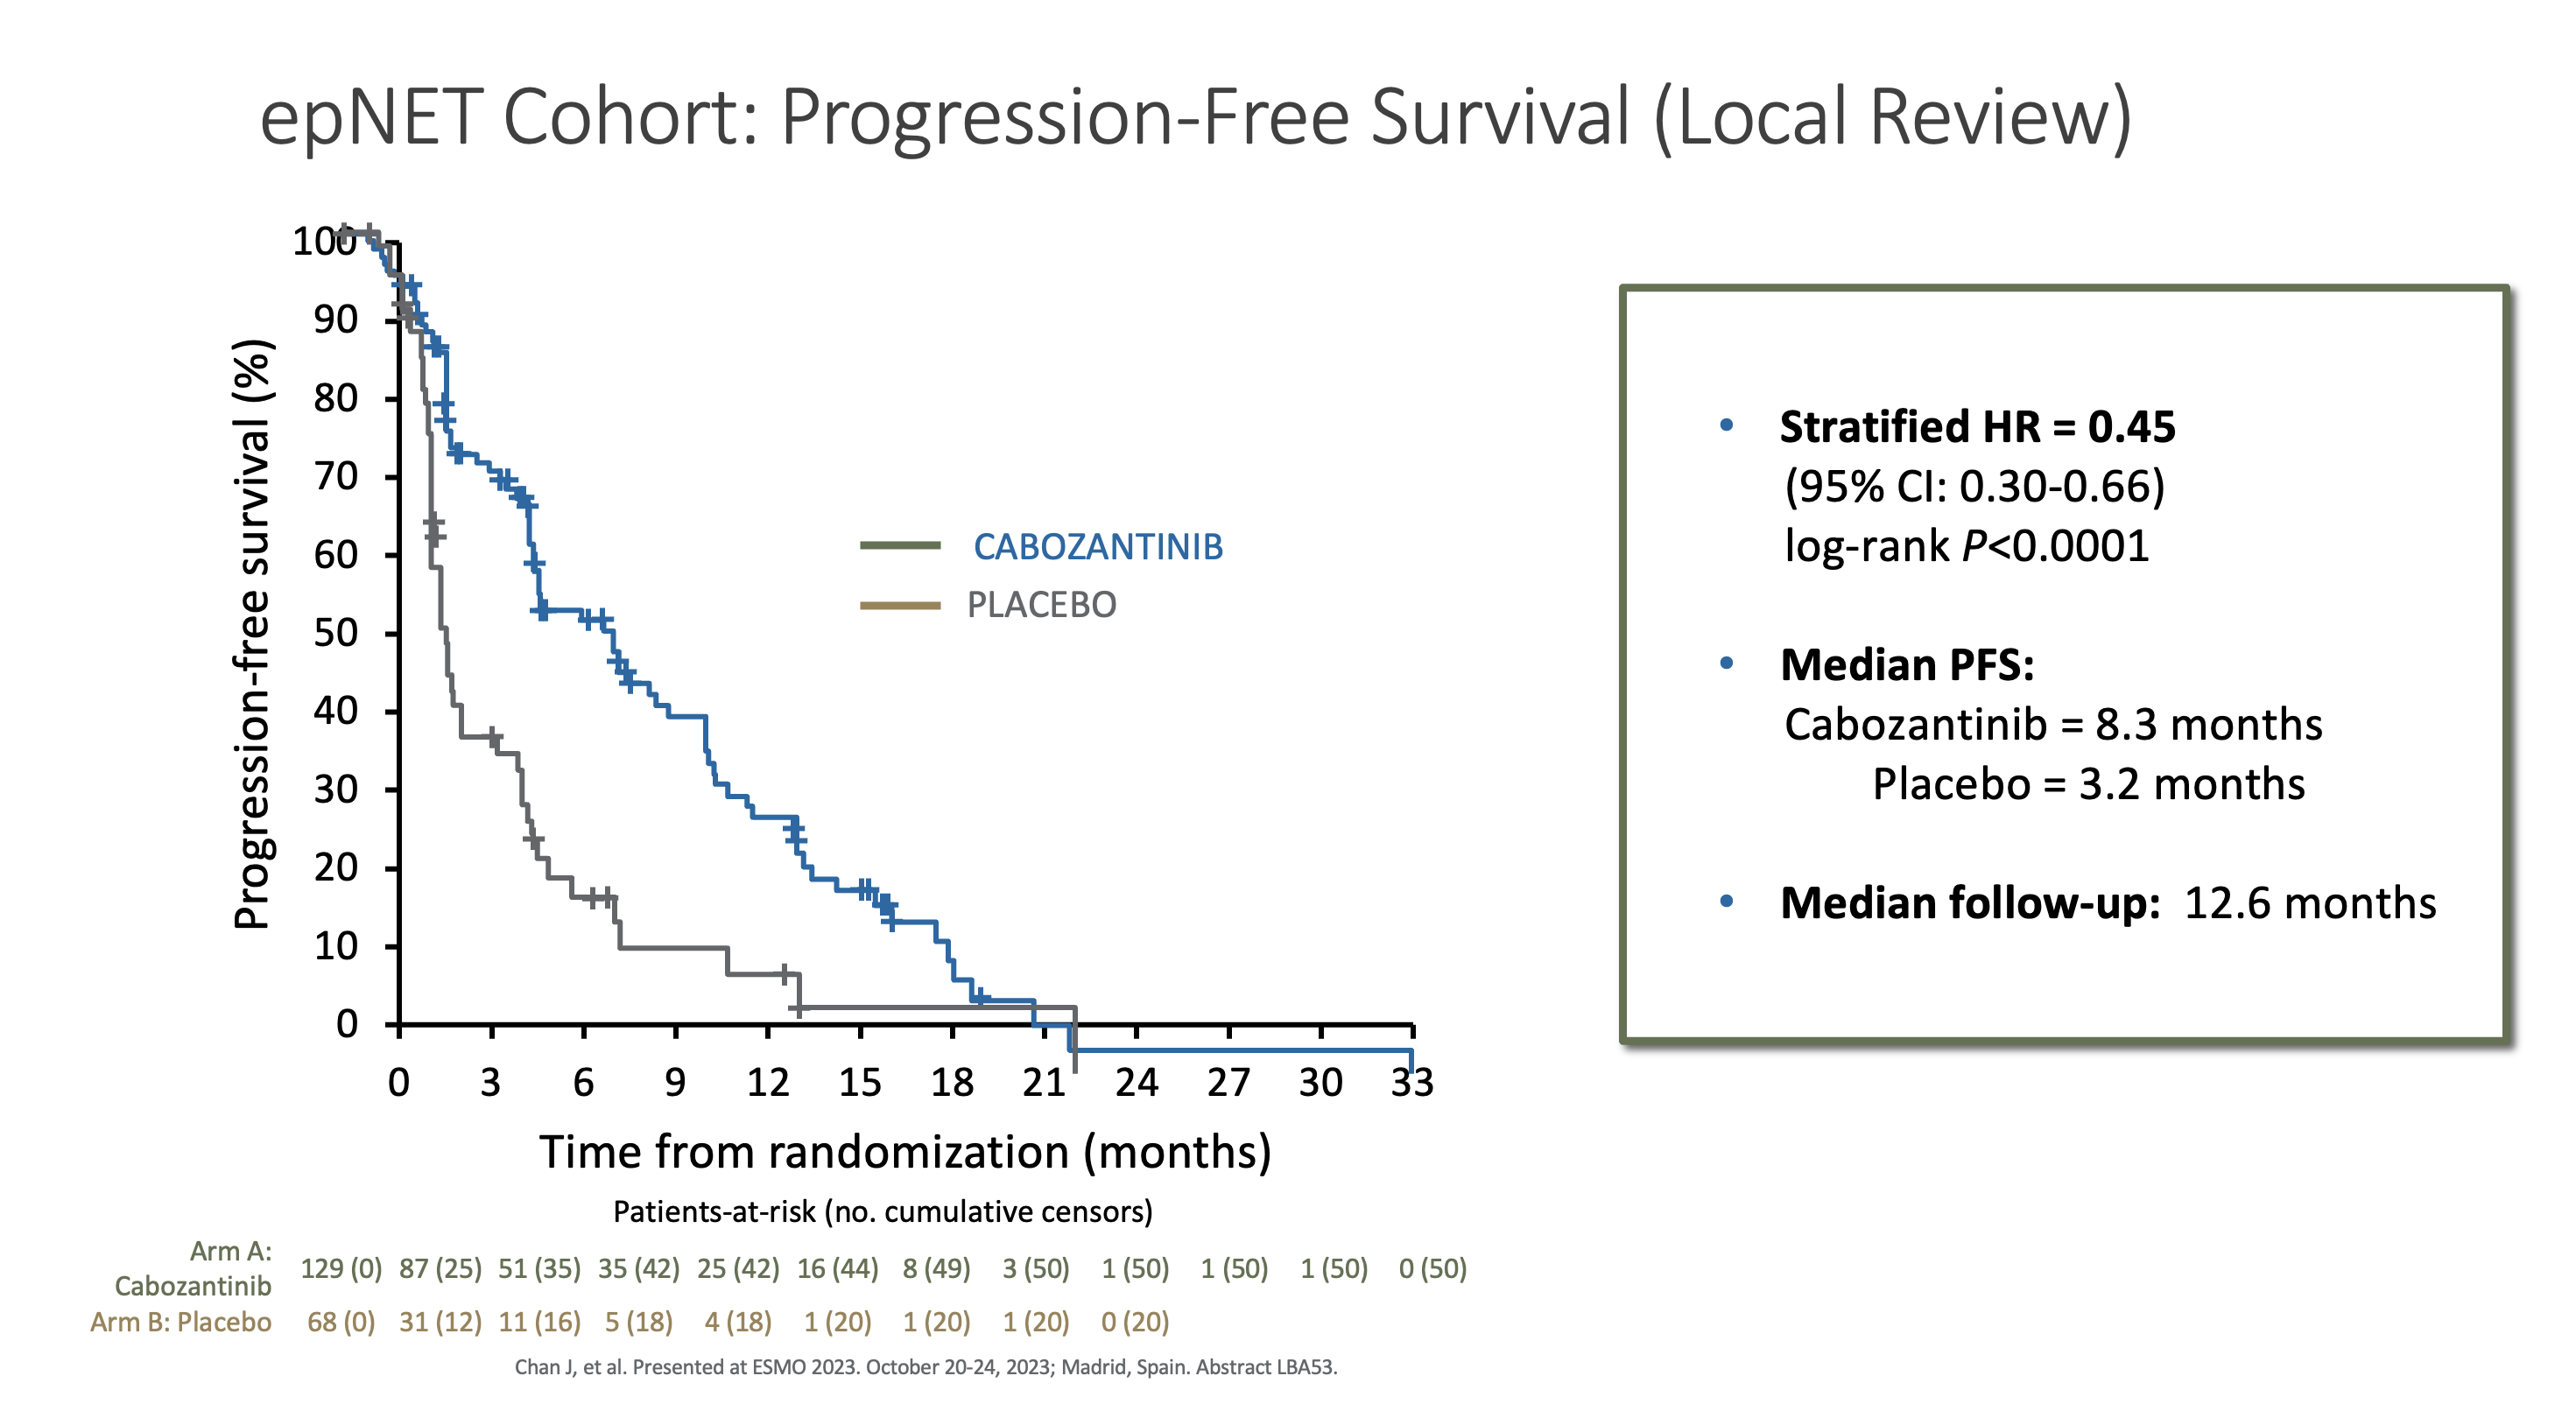 epNET Cohort: Progression-Free Survival (Local Review)
Progression-free survival (%)
100
90
80
70
60
50
40
30
20
10
0
CABOZANTINIB
PLACEBO
0 3 6 9 12 15 18 21 24 27 30 33
Time from randomization (months)
Patients-at-risk (no. cumulative censors)
Arm A:
Cabozantinib
129 (0) 87 (25) 51 (35) 35 (42) 25 (42) 16 (44) 8 (49) 3 (50) 1 (50) 1 (50) 1 (50) 0 (50)
Arm B: Placebo 68 (0) 31 (12) 11 (16) 5 (18) 4 (18) 1 (20) 1 (20) 1 (20) 0 (20)
• Stratified HR = 0.45
(95% CI: 0.30-0.66)
log-rank P<0.0001
• Median PFS:
Cabozantinib = 8.3 months
Placebo = 3.2 months
• Median follow-up: 12.6 months
Chan J, et al. Presented at ESMO 2023. October 20-24, 2023; Madrid, Spain. Abstract LBA53.